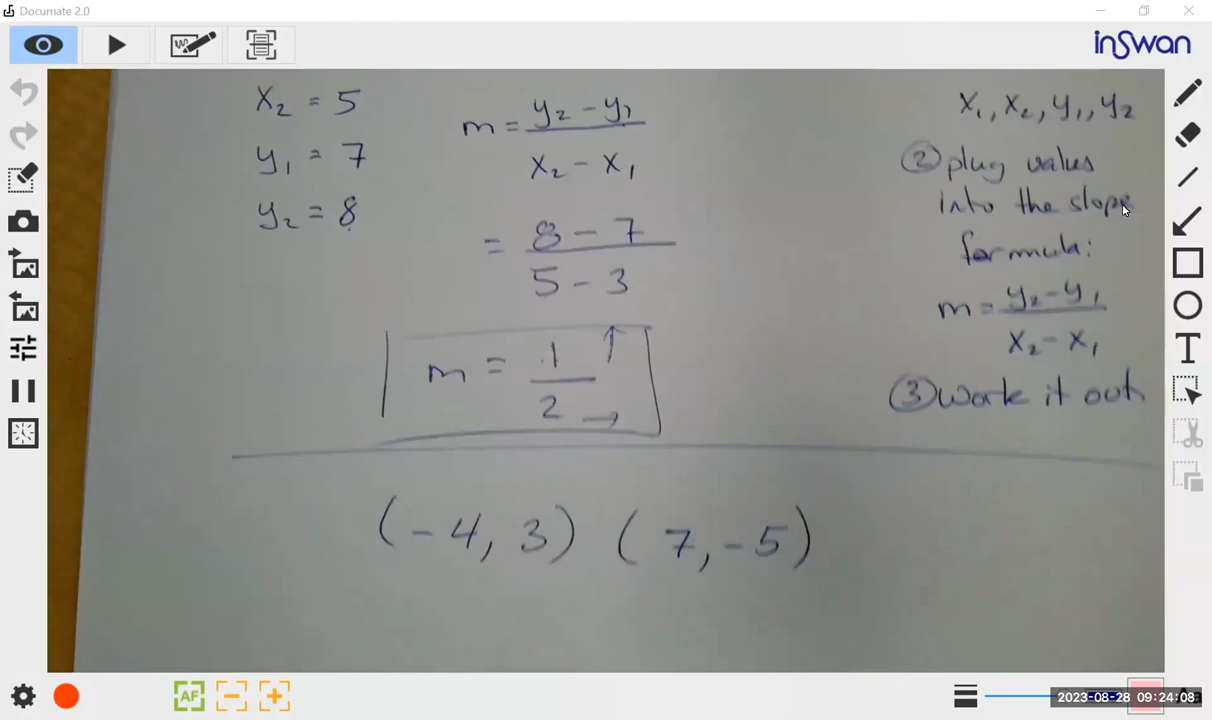 Documate 2.0
inSwan
x₂ = 5
y₁ = 7
y₂ = 8
m = y₂ - y₁
x₂ - x₁
= 8 - 7
5 - 3
m = 1 ↑
2 →
x₁, x₂, y₁, y₂
② plug values
into the slope
formula:
m = y₂ - y₁
x₂ - x₁
③ Work it out
(-4, 3) (7, -5)
T
AF
2023-08-28 09:24:08